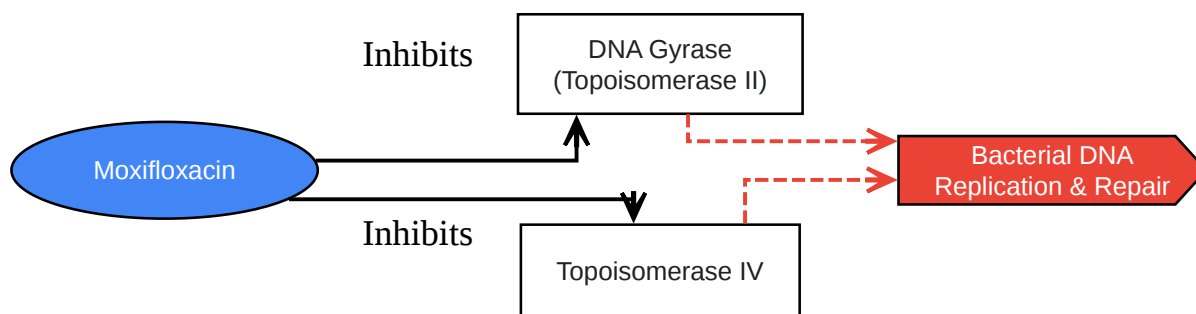 Inhibits
DNA Gyrase
(Topoisomerase II)
Moxifloxacin
Bacterial DNA
Replication & Repair
Inhibits
Topoisomerase IV